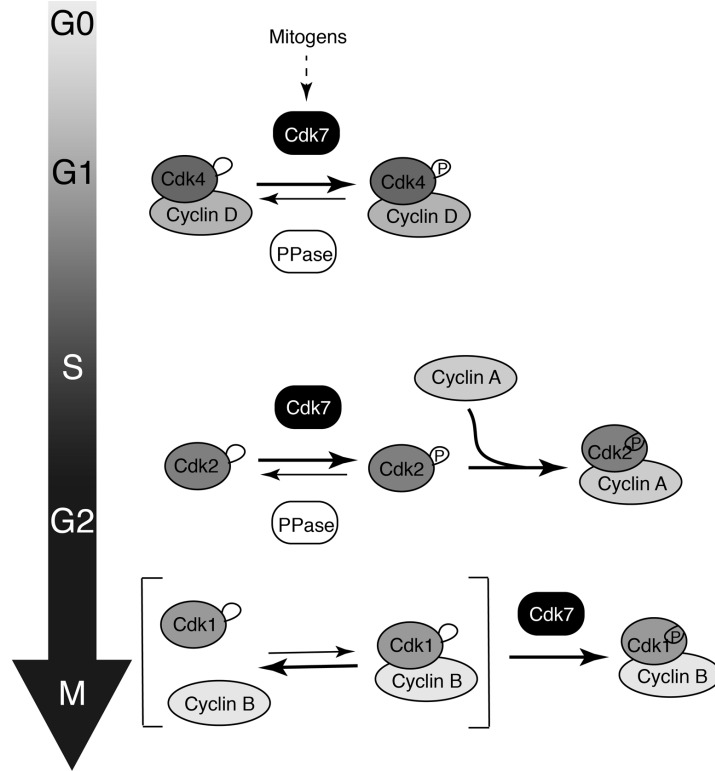 G0
Mitogens
Cdk7
G1
Cdk4
P
Cdk4
Cyclin D
Cyclin D
PPase
S
Cyclin A
Cdk7
Cdk2
P
Cdk2
P
Cdk2
Cyclin A
G2
PPase
Cdk1
Cdk7
Cdk1
P
Cdk1
Cyclin B
Cyclin B
M
Cyclin B